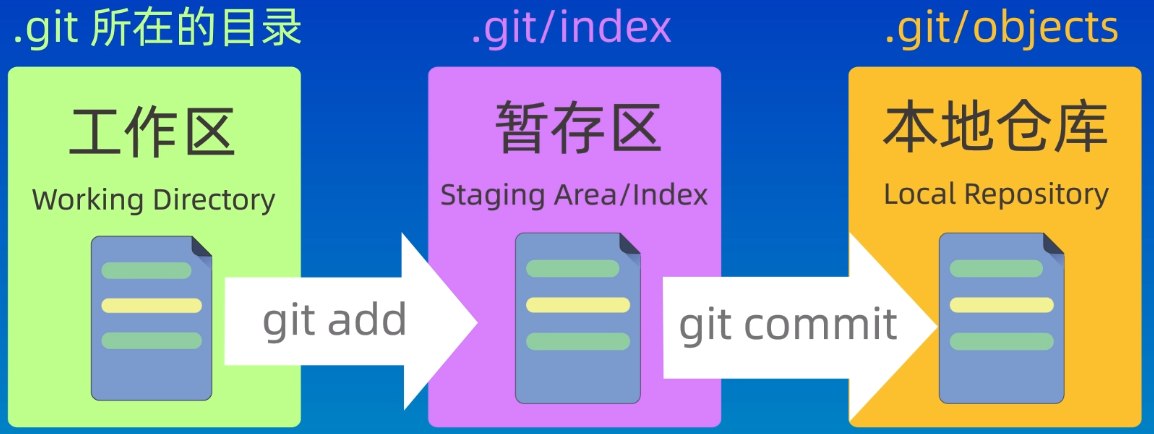 .git 所在的目录
.git/index
.git/objects
工作区
Working Directory
暂存区
Staging Area/Index
本地仓库
Local Repository
git add
git commit